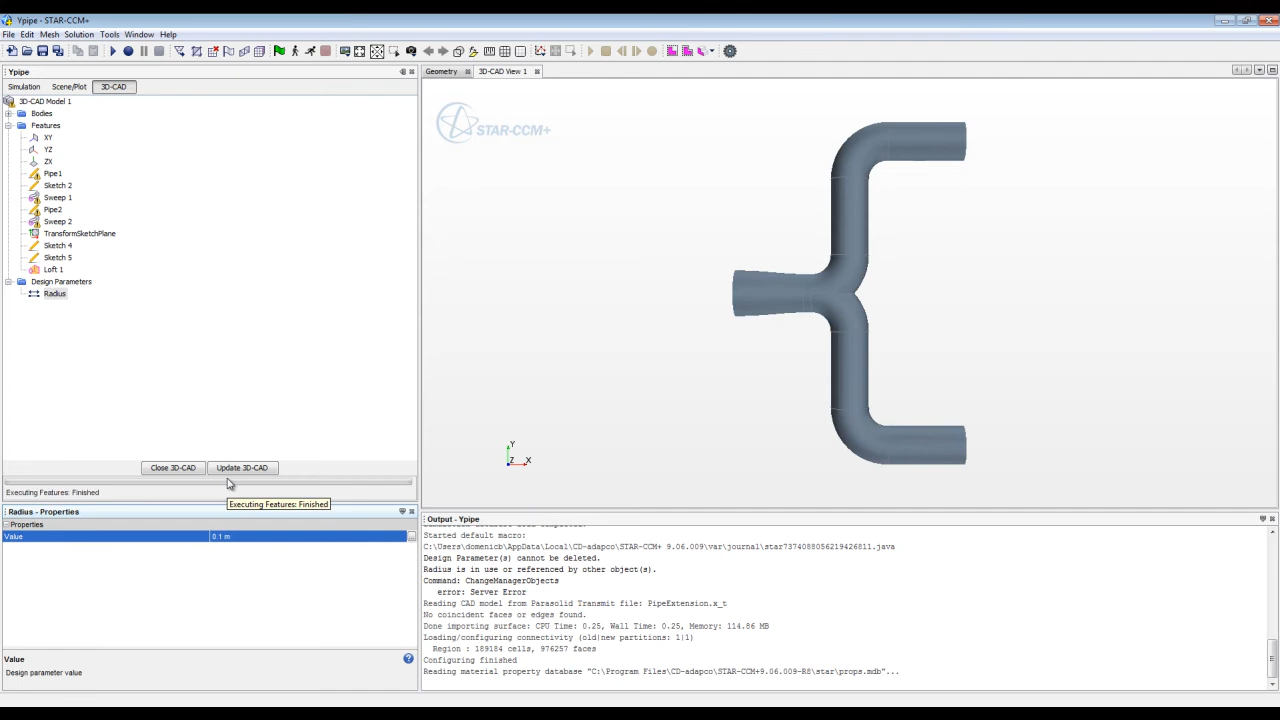 Ypipe - STAR-CCM+
File Edit Mesh Solution Tools Window Help
Ypipe
Simulation Scene/Plot 3D-CAD
3D-CAD Model 1
Bodies
Features
XY
YZ
ZX
Pipe1
Sketch 2
Sweep 1
Pipe2
Sweep 2
TransformSketchPlane
Sketch 4
Sketch 5
Loft 1
Design Parameters
Radius
Close 3D-CAD Update 3D-CAD
Executing Features: Finished
Executing Features: Finished
Radius - Properties
Properties
Value 0.1 m
...
Value
Design parameter value
Geometry 3D-CAD View 1
STAR-CCM+
Y
Z X
Output - Ypipe
Started default macro:
C:\Users\domenicb\AppData\Local\CD-adapco\STAR-CCM+ 9.06.009\var\journal\star7374088056219426811.java
Design Parameter(s) cannot be deleted.
Radius is in use or referenced by other object(s).
Command: ChangeManagerObjects
error: Server Error
Reading CAD model from Parasolid Transmit file: PipeExtension.x_t
No coincident faces or edges found.
Done importing surface: CPU Time: 0.25, Wall Time: 0.25, Memory: 114.86 MB
Loading/configuring connectivity (old|new partitions: 1|1)
Region : 189184 cells, 976257 faces
Configuring finished
Reading material property database "C:\Program Files\CD-adapco\STAR-CCM+9.06.009-R8\star\props.mdb"...